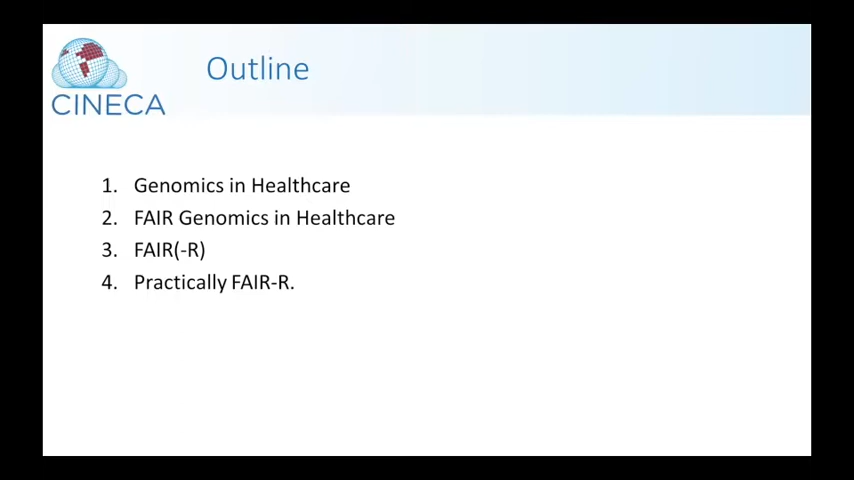 Outline
CINECA
1. Genomics in Healthcare
2. FAIR Genomics in Healthcare
3. FAIR(-R)
4. Practically FAIR-R.